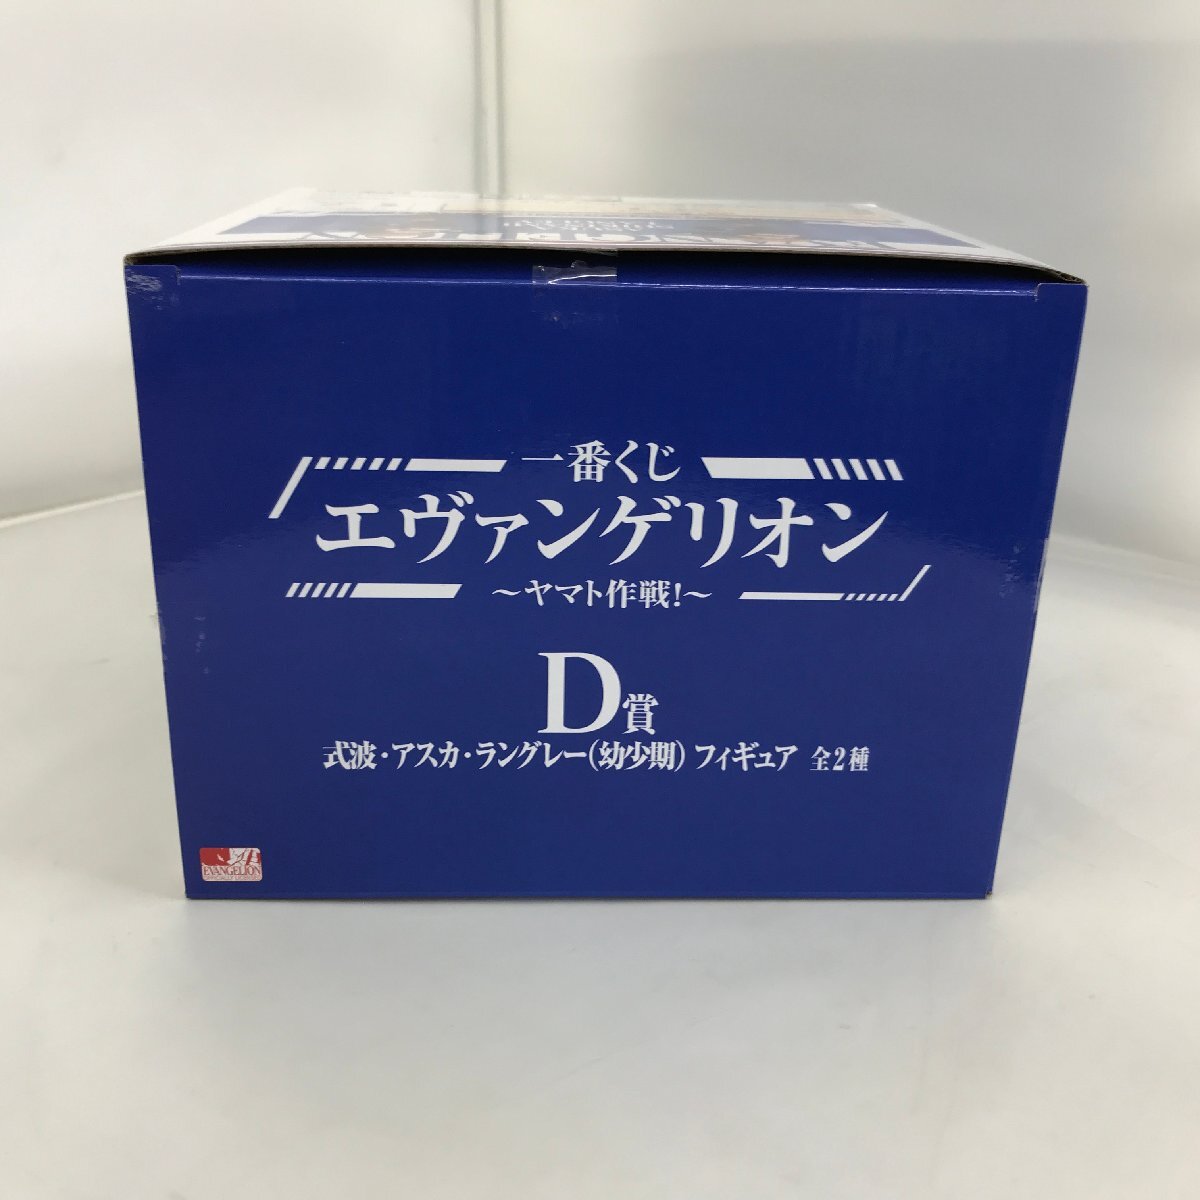 一番くじ
エヴァンゲリオン
～ヤマト作戦!～
D賞
式波・アスカ・ラングレー(幼少期) フィギュア 全2種
EVANGELION